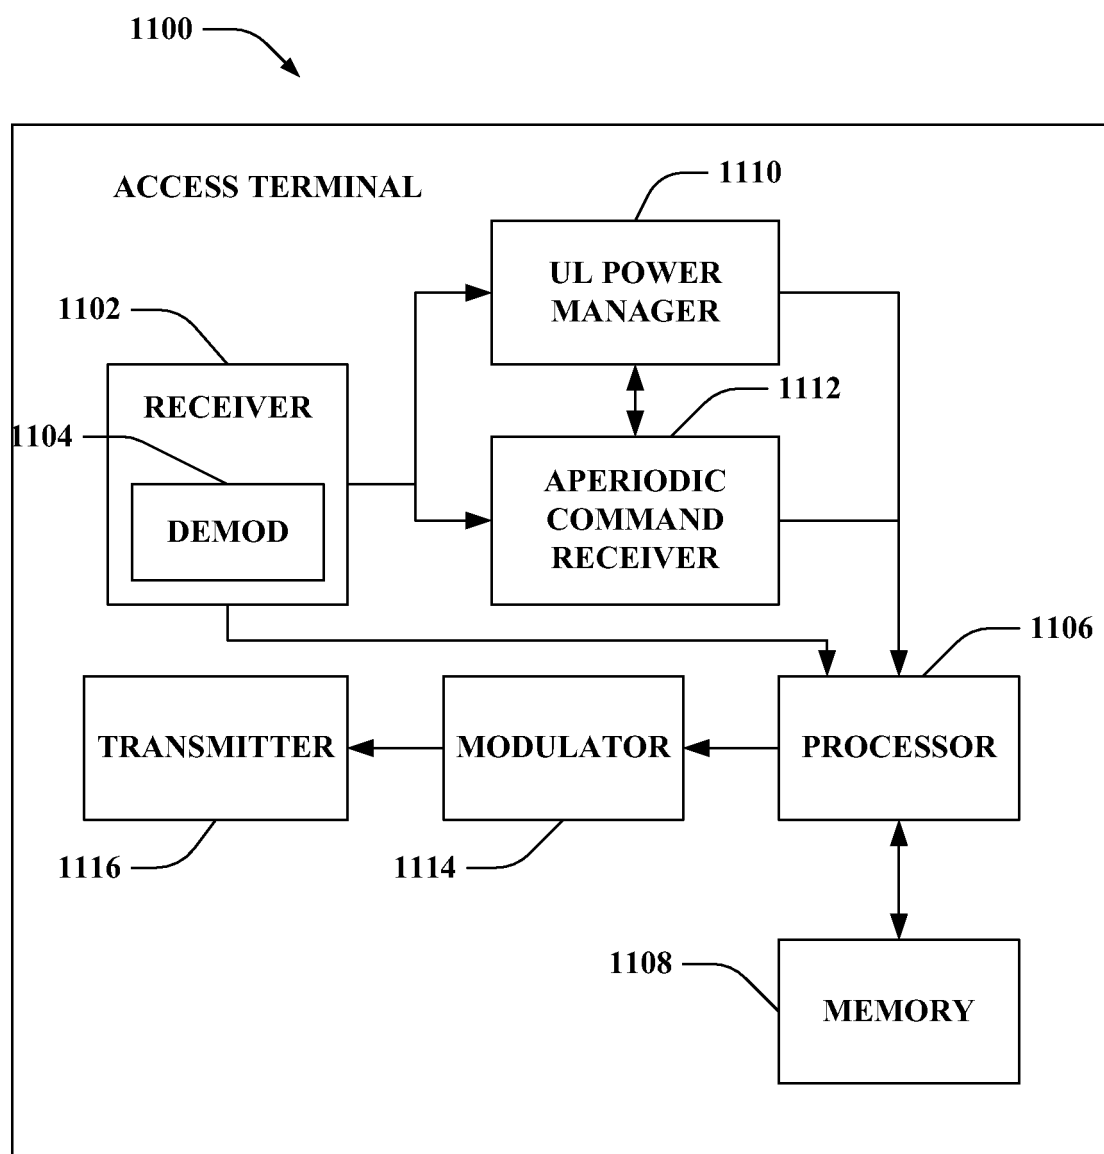 1100
ACCESS TERMINAL
1110
UL POWER
MANAGER
1102
RECEIVER
1104
DEMOD
1112
APERIODIC
COMMAND
RECEIVER
1106
TRANSMITTER
MODULATOR
PROCESSOR
1116
1114
1108
MEMORY